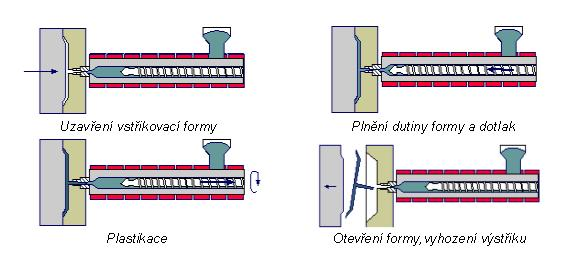 Uzavření vstřikovací formy
Plnění dutiny formy a dotlak
Plastikace
Otevření formy, vyhození výstřiku